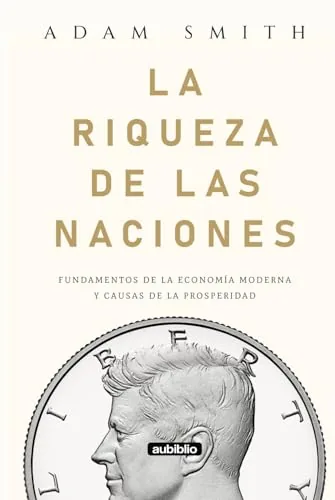 ADAM SMITH
LA
RIQUEZA
DE LAS
NACIONES
FUNDAMENTOS DE LA ECONOMÍA MODERNA
Y CAUSAS DE LA PROSPERIDAD
LIBERTY
aubiblio